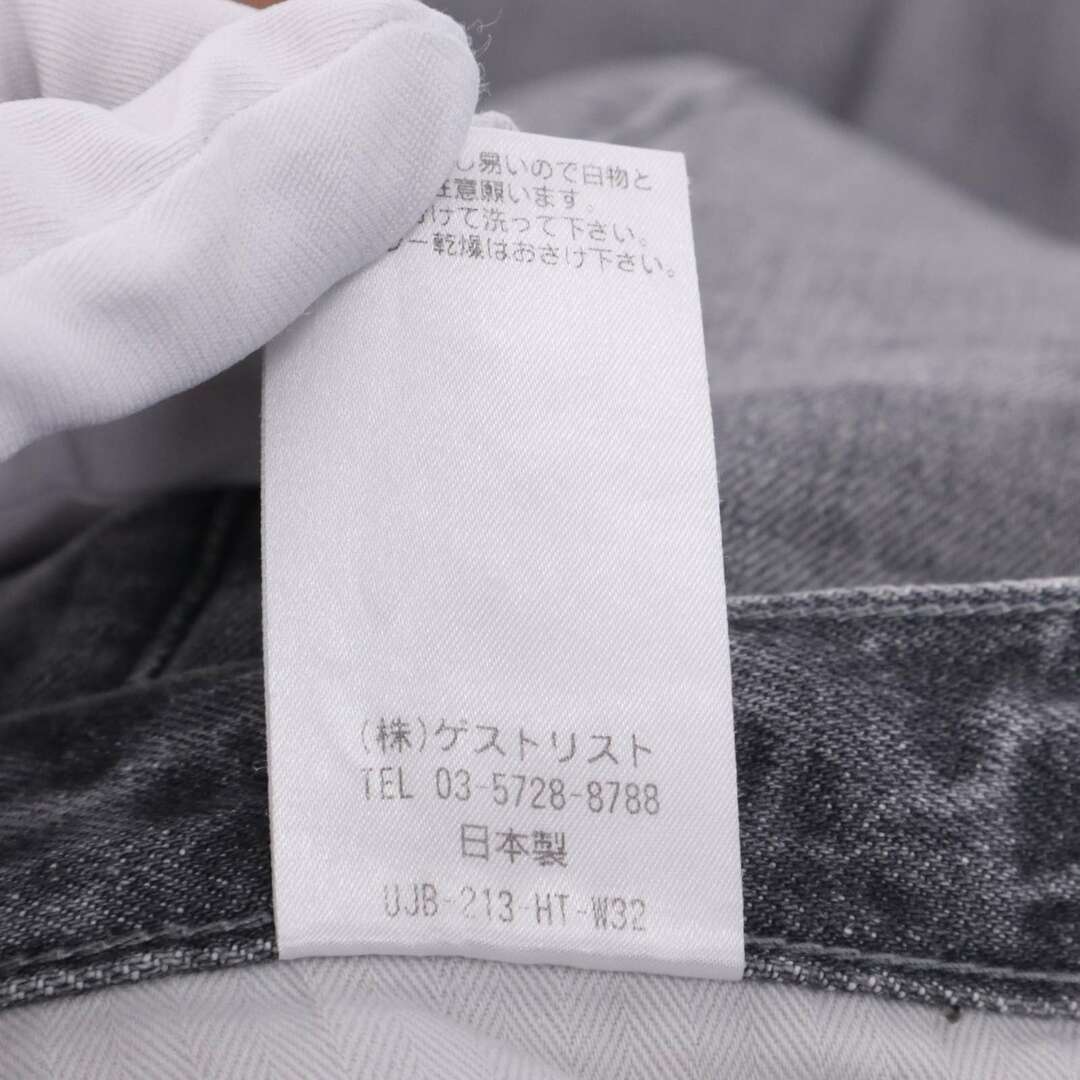 し易いので白物と
注意願います。
けて洗って下さい。
ー乾燥はおさけ下さい。
(株)ゲストリスト
TEL 03-5728-8788
日本製
UJB-213-HT-W32